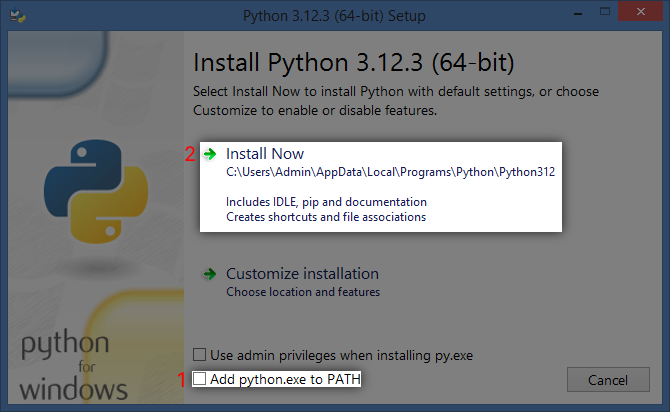 Python 3.12.3 (64-bit) Setup
Install Python 3.12.3 (64-bit)
Select Install Now to install Python with default settings, or choose
Customize to enable or disable features.
2 Install Now
C:\Users\Admin\AppData\Local\Programs\Python\Python312
Includes IDLE, pip and documentation
Creates shortcuts and file associations
Customize installation
Choose location and features
Use admin privileges when installing py.exe
1 Add python.exe to PATH
Cancel
python
for
windows